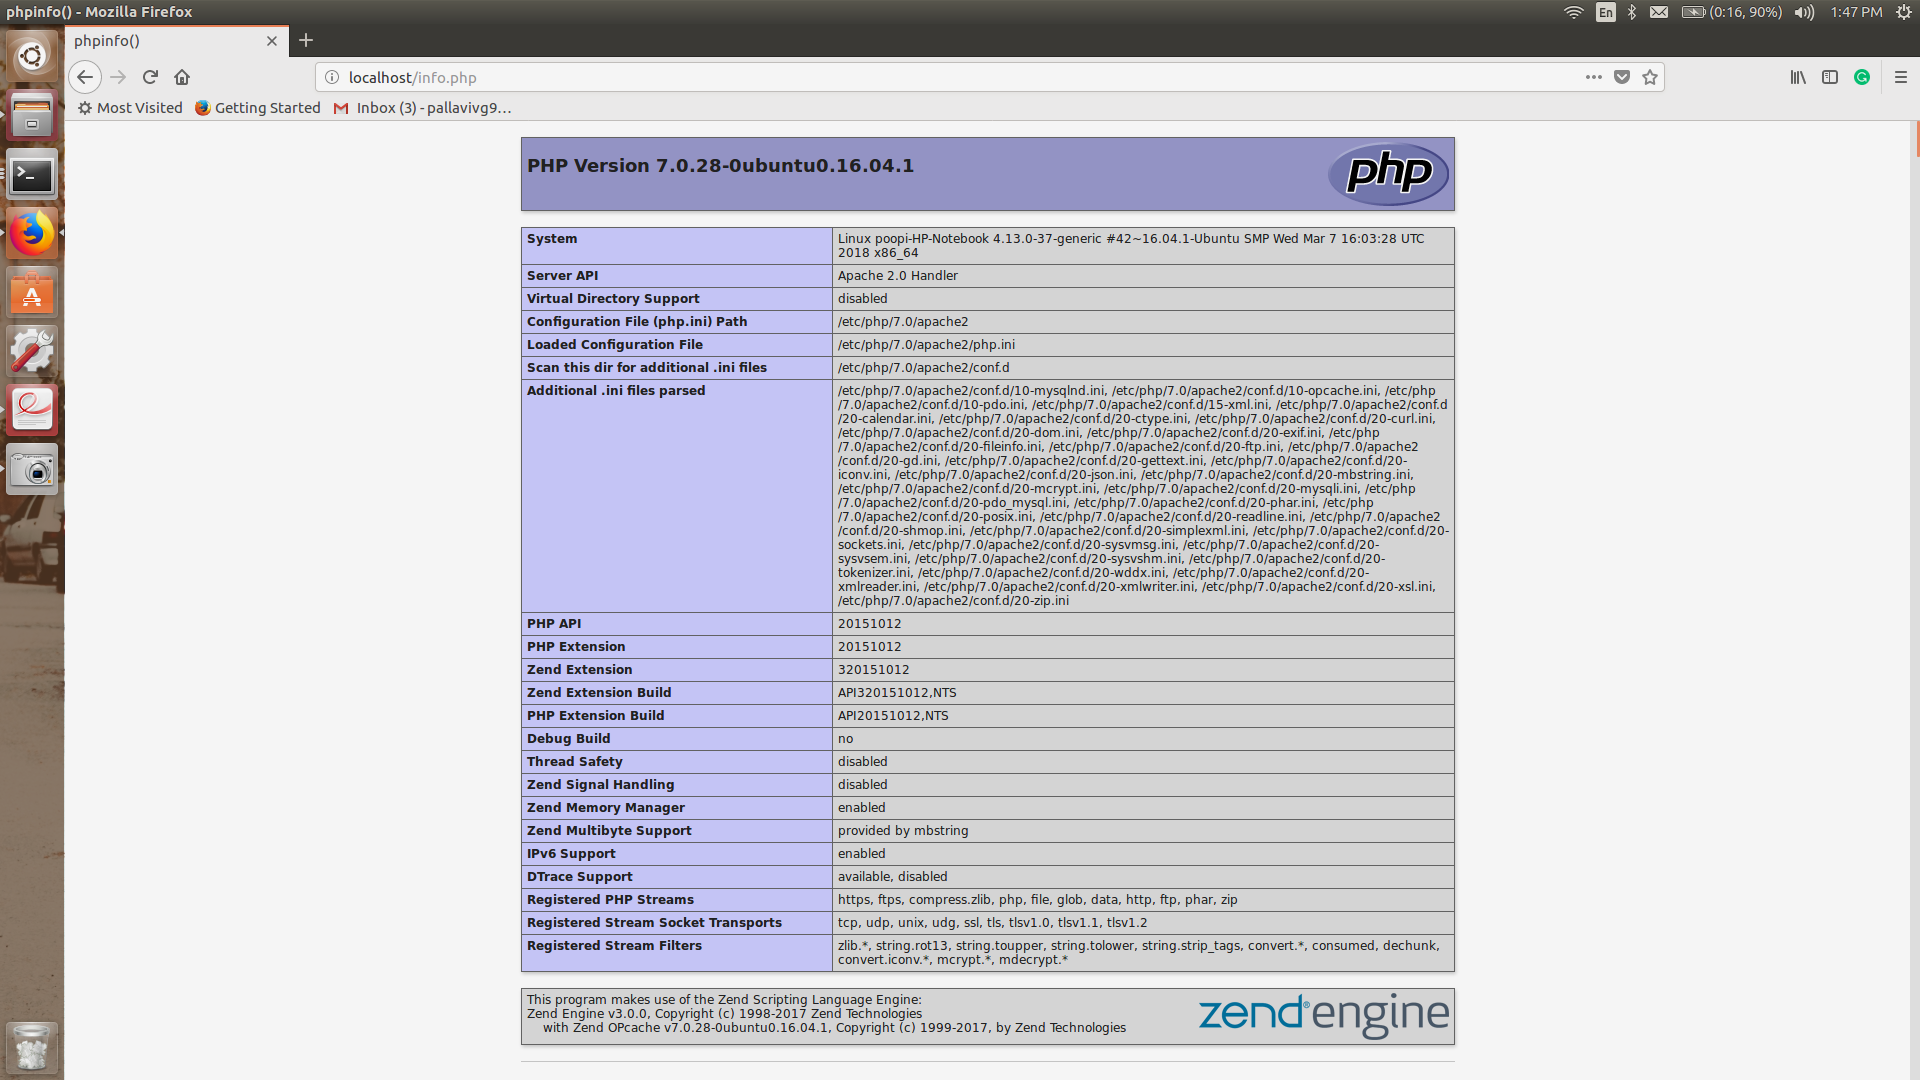 phpinfo() - Mozilla Firefox
En
(0:16, 90%)
1:47 PM
phpinfo()
localhost/info.php
Most Visited
Getting Started
Inbox (3) - pallavivg9...
PHP Version 7.0.28-0ubuntu0.16.04.1
php
System
Linux poopi-HP-Notebook 4.13.0-37-generic #42~16.04.1-Ubuntu SMP Wed Mar 7 16:03:28 UTC
2018 x86_64
Server API
Apache 2.0 Handler
Virtual Directory Support
disabled
Configuration File (php.ini) Path
/etc/php/7.0/apache2
Loaded Configuration File
/etc/php/7.0/apache2/php.ini
Scan this dir for additional .ini files
/etc/php/7.0/apache2/conf.d
Additional .ini files parsed
/etc/php/7.0/apache2/conf.d/10-mysqlnd.ini, /etc/php/7.0/apache2/conf.d/10-opcache.ini, /etc/php
/7.0/apache2/conf.d/10-pdo.ini, /etc/php/7.0/apache2/conf.d/15-xml.ini, /etc/php/7.0/apache2/conf.d
/20-calendar.ini, /etc/php/7.0/apache2/conf.d/20-ctype.ini, /etc/php/7.0/apache2/conf.d/20-curl.ini,
/etc/php/7.0/apache2/conf.d/20-dom.ini, /etc/php/7.0/apache2/conf.d/20-exif.ini, /etc/php
/7.0/apache2/conf.d/20-fileinfo.ini, /etc/php/7.0/apache2/conf.d/20-ftp.ini, /etc/php/7.0/apache2
/conf.d/20-gd.ini, /etc/php/7.0/apache2/conf.d/20-gettext.ini, /etc/php/7.0/apache2/conf.d/20-
iconv.ini, /etc/php/7.0/apache2/conf.d/20-json.ini, /etc/php/7.0/apache2/conf.d/20-mbstring.ini,
/etc/php/7.0/apache2/conf.d/20-mcrypt.ini, /etc/php/7.0/apache2/conf.d/20-mysqli.ini, /etc/php
/7.0/apache2/conf.d/20-pdo_mysql.ini, /etc/php/7.0/apache2/conf.d/20-phar.ini, /etc/php
/7.0/apache2/conf.d/20-posix.ini, /etc/php/7.0/apache2/conf.d/20-readline.ini, /etc/php/7.0/apache2
/conf.d/20-shmop.ini, /etc/php/7.0/apache2/conf.d/20-simplexml.ini, /etc/php/7.0/apache2/conf.d/20-
sockets.ini, /etc/php/7.0/apache2/conf.d/20-sysvmsg.ini, /etc/php/7.0/apache2/conf.d/20-
sysvsem.ini, /etc/php/7.0/apache2/conf.d/20-sysvshm.ini, /etc/php/7.0/apache2/conf.d/20-
tokenizer.ini, /etc/php/7.0/apache2/conf.d/20-wddx.ini, /etc/php/7.0/apache2/conf.d/20-
xmlreader.ini, /etc/php/7.0/apache2/conf.d/20-xmlwriter.ini, /etc/php/7.0/apache2/conf.d/20-xsl.ini,
/etc/php/7.0/apache2/conf.d/20-zip.ini
PHP API
20151012
PHP Extension
20151012
Zend Extension
320151012
Zend Extension Build
API320151012,NTS
PHP Extension Build
API20151012,NTS
Debug Build
no
Thread Safety
disabled
Zend Signal Handling
disabled
Zend Memory Manager
enabled
Zend Multibyte Support
provided by mbstring
IPv6 Support
enabled
DTrace Support
available, disabled
Registered PHP Streams
https, ftps, compress.zlib, php, file, glob, data, http, ftp, phar, zip
Registered Stream Socket Transports
tcp, udp, unix, udg, ssl, tls, tlsv1.0, tlsv1.1, tlsv1.2
Registered Stream Filters
zlib.*, string.rot13, string.toupper, string.tolower, string.strip_tags, convert.*, consumed, dechunk,
convert.iconv.*, mcrypt.*, mdecrypt.*
This program makes use of the Zend Scripting Language Engine:
Zend Engine v3.0.0, Copyright (c) 1998-2017 Zend Technologies
with Zend OPcache v7.0.28-0ubuntu0.16.04.1, Copyright (c) 1999-2017, by Zend Technologies
zend® engine